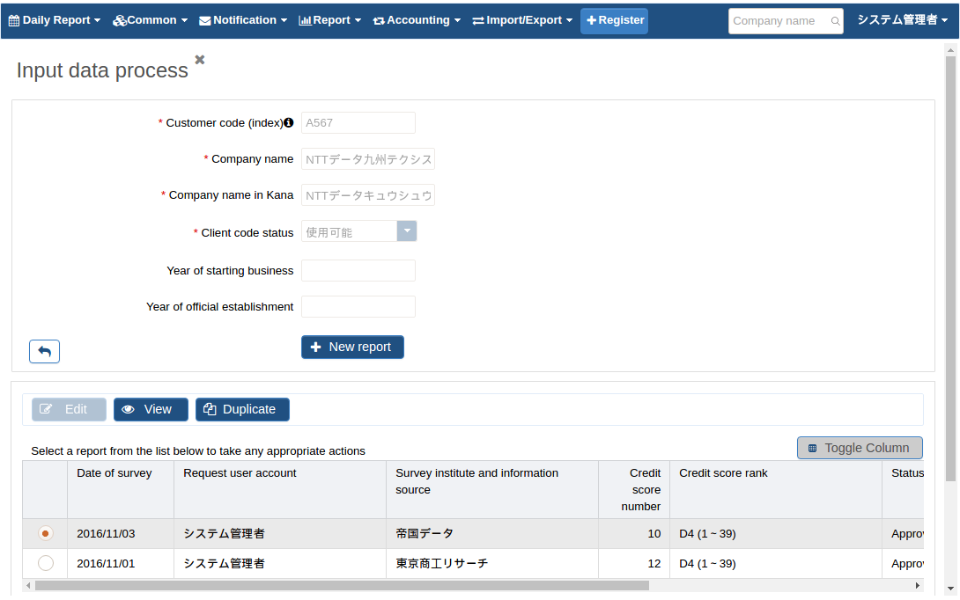 Daily Report Common Notification Report Accounting Import/Export Register Company name システム管理者
Input data process
* Customer code (index) A567
* Company name NTTデータ九州テクシス
* Company name in Kana NTTデータキュウシュウ
* Client code status 使用可能
Year of starting business
Year of official establishment
New report
Edit View Duplicate
Select a report from the list below to take any appropriate actions
Toggle Column
Date of survey Request user account Survey institute and information source Credit score number Credit score rank Status
2016/11/03 システム管理者 帝国データ 10 D4 (1 ~ 39) Approv
2016/11/01 システム管理者 東京商工リサーチ 12 D4 (1 ~ 39) Approv